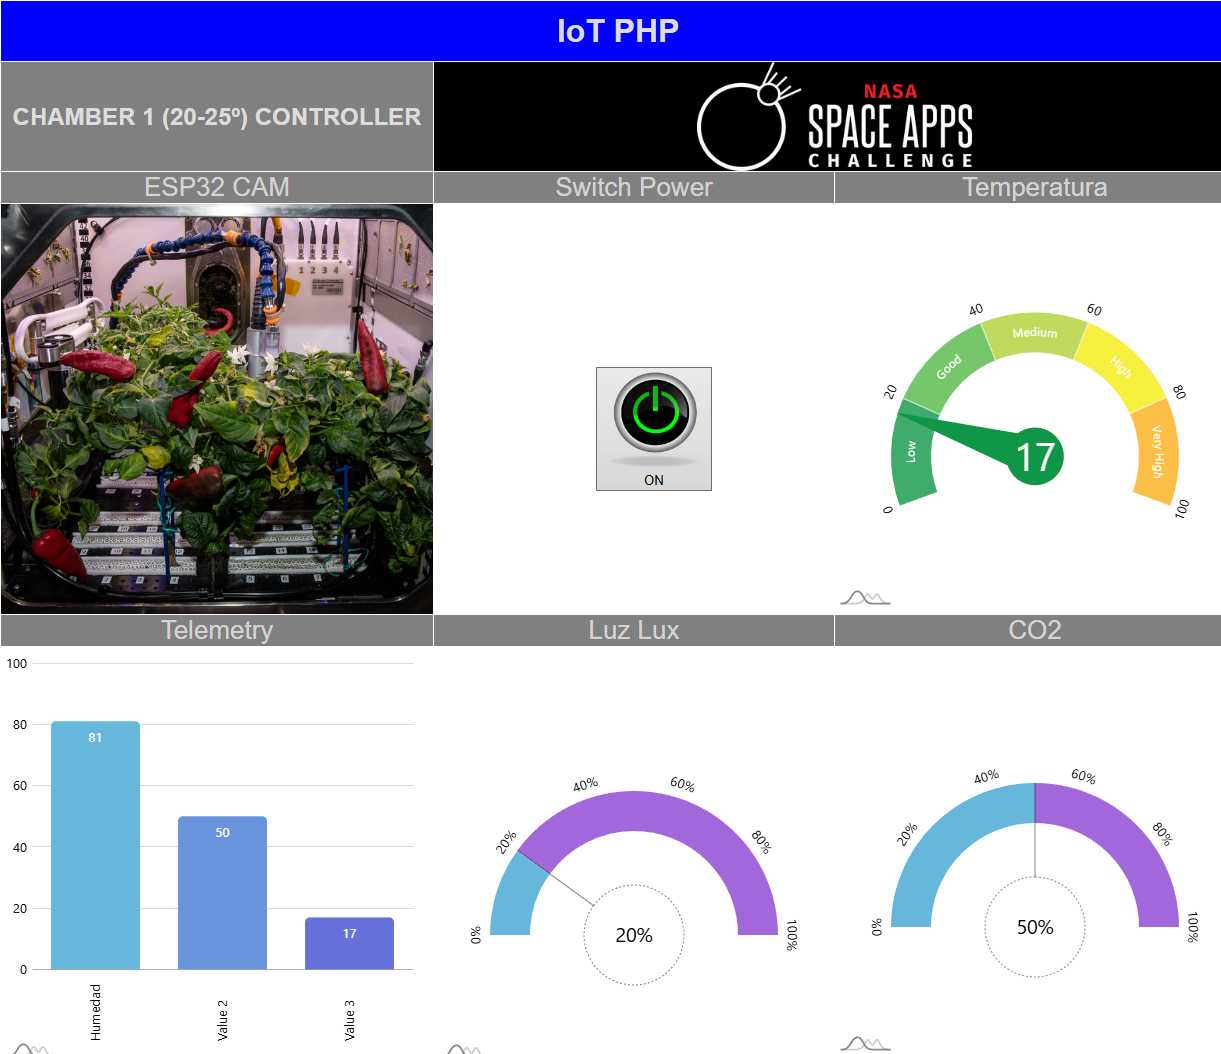 IoT PHP
CHAMBER 1 (20-25º) CONTROLLER
NASA
SPACE APPS
CHALLENGE
ESP32 CAM
Switch Power
Temperatura
1 2 3 4
ON
0
20
40
60
80
100
Low
Good
Medium
High
Very High
17
Telemetry
Luz Lux
CO2
100
80
60
40
20
0
81
50
17
Humedad
Value 2
Value 3
0%
20%
40%
60%
80%
100%
20%
0%
20%
40%
60%
80%
100%
50%